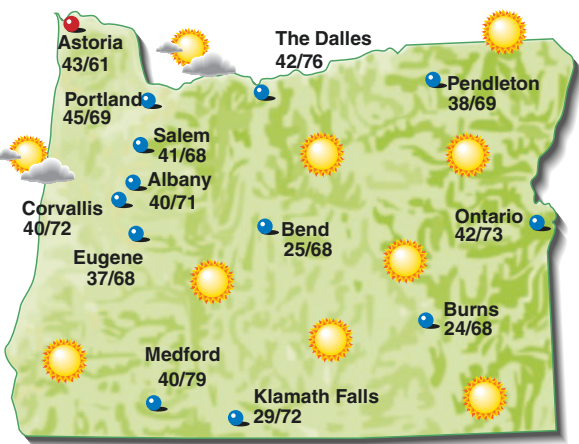 Astoria
43/61
The Dalles
42/76
Pendleton
38/69
Portland
45/69
Salem
41/68
Albany
40/71
Corvallis
40/72
Eugene
37/68
Bend
25/68
Ontario
42/73
Burns
24/68
Medford
40/79
Klamath Falls
29/72